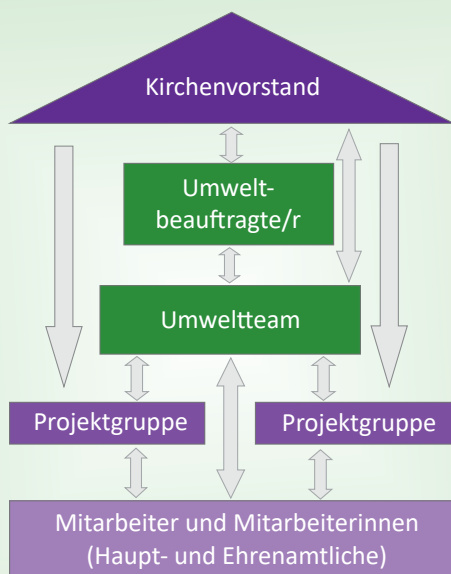 Kirchenvorstand
Umwelt-
beauftragte/r
Umweltteam
Projektgruppe
Projektgruppe
Mitarbeiter und Mitarbeiterinnen
(Haupt- und Ehrenamtliche)